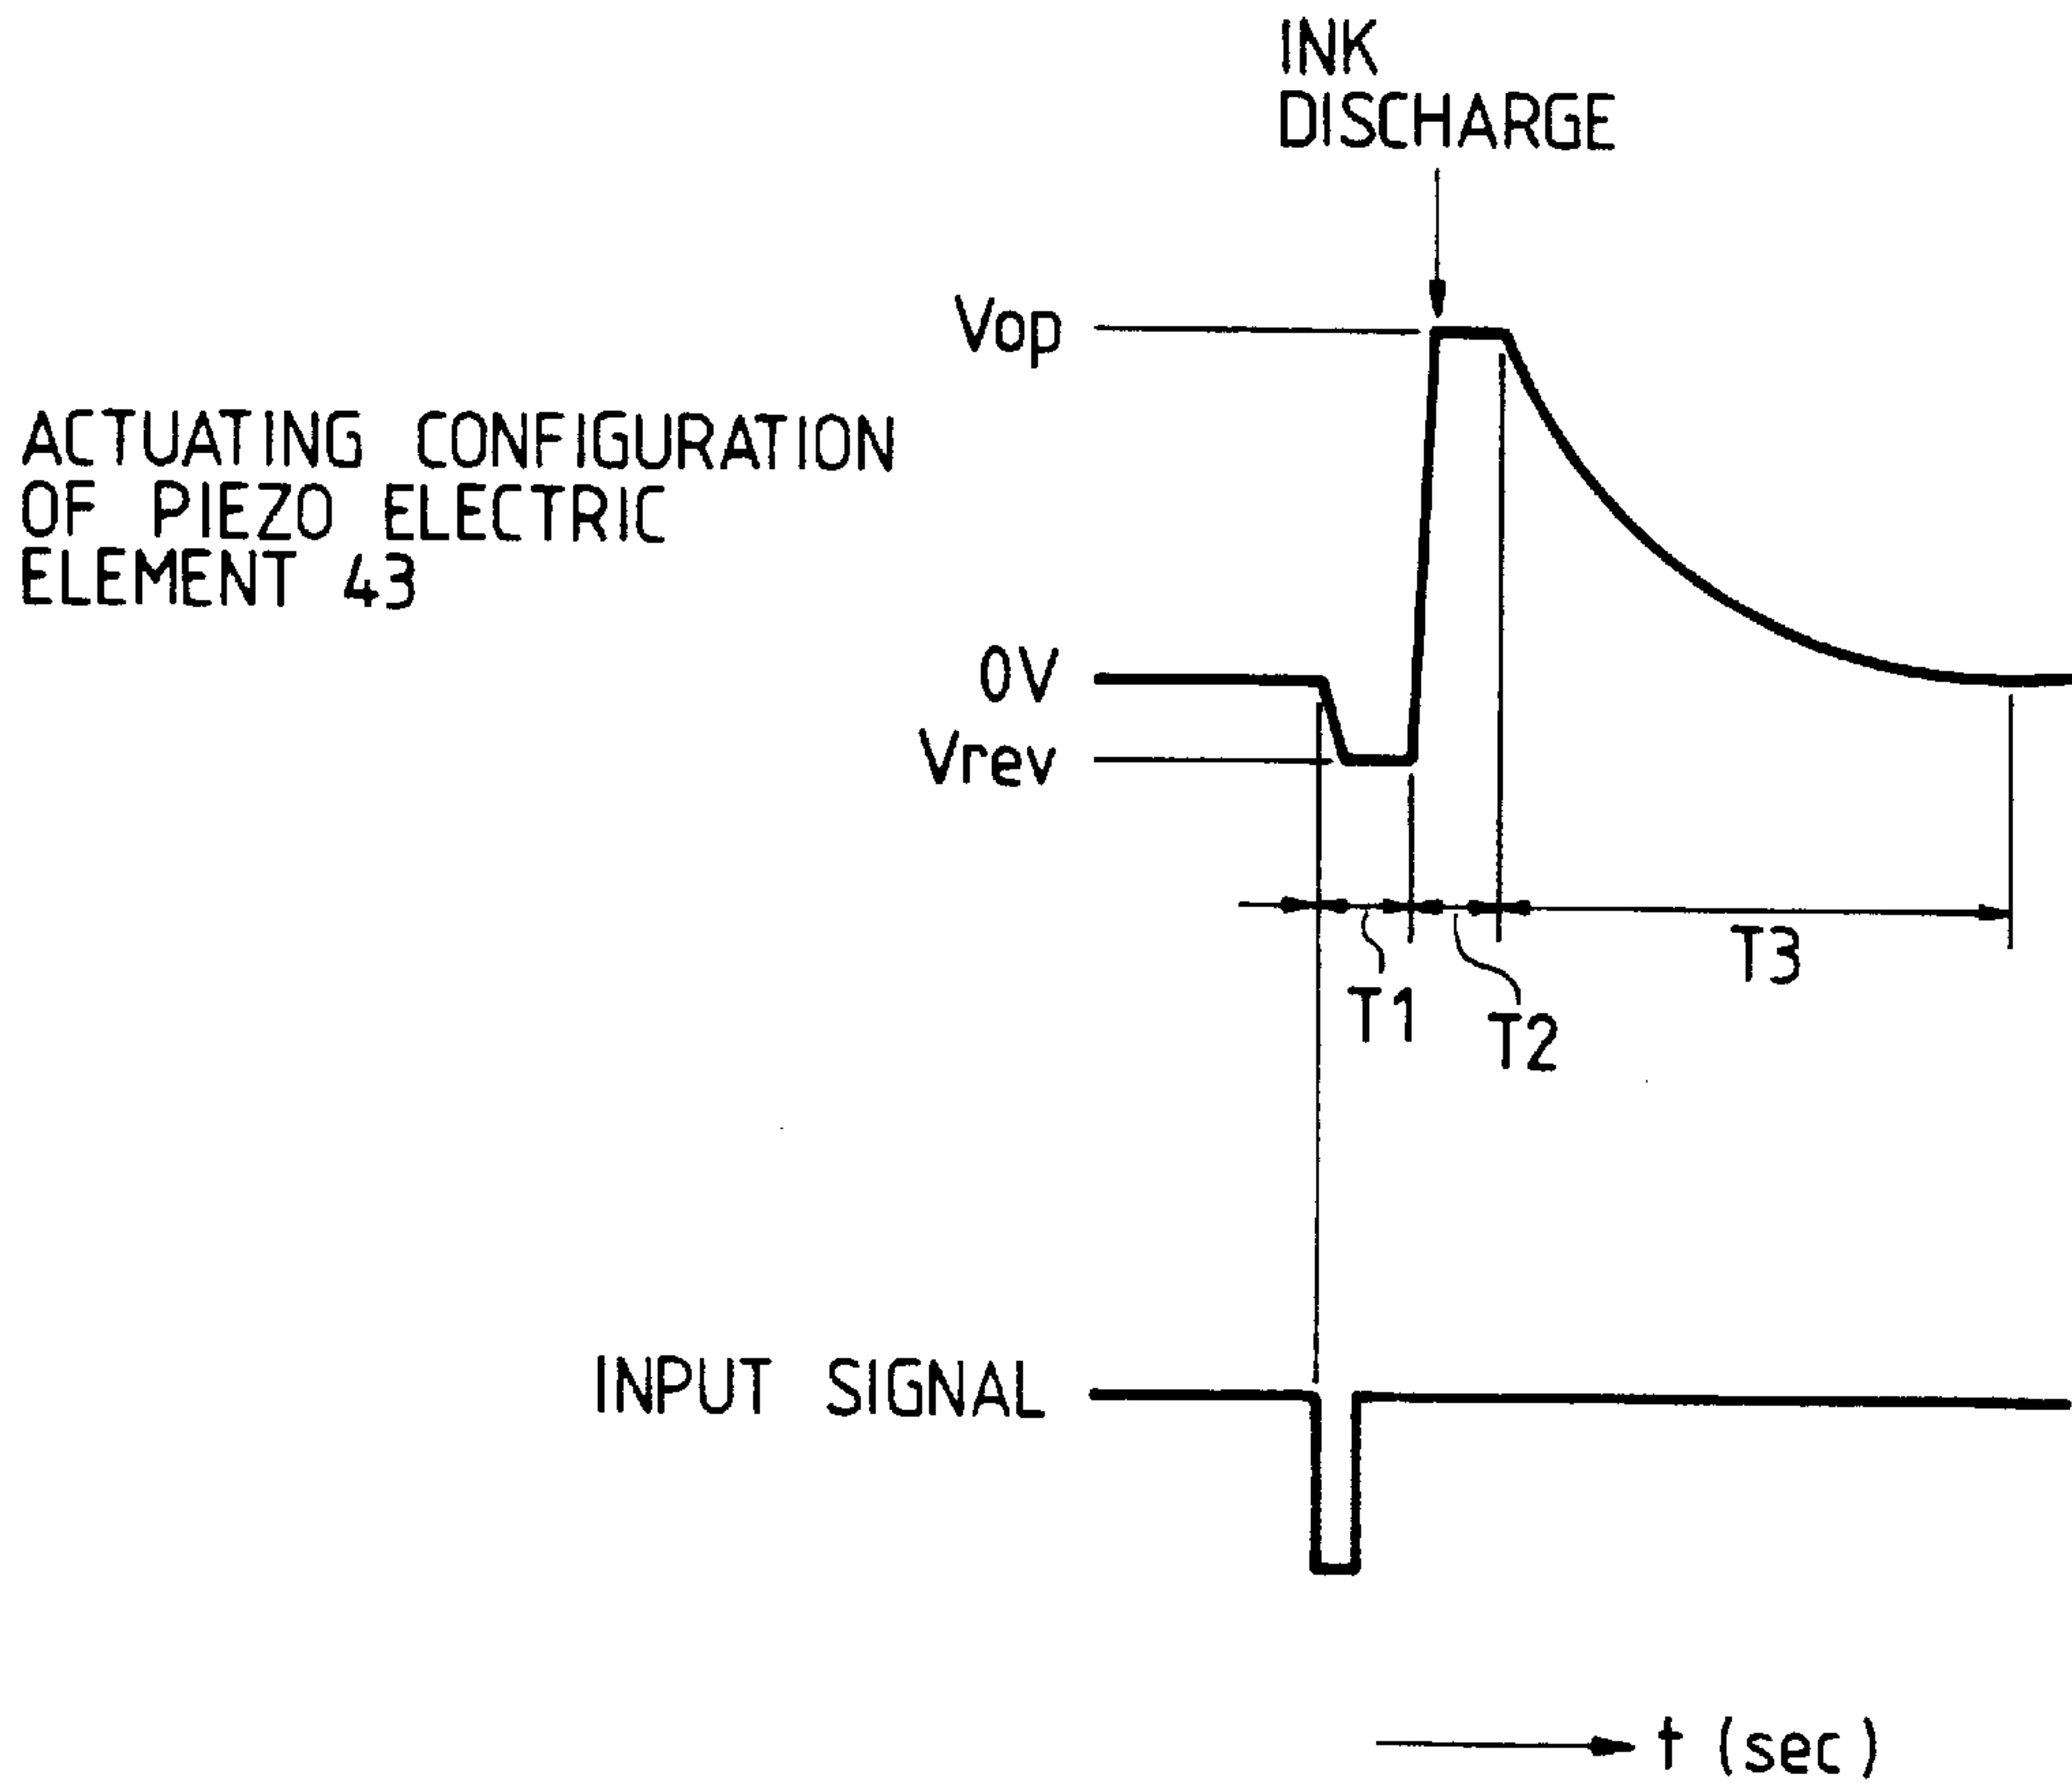 INK
DISCHARGE
Vop
ACTUATING CONFIGURATION
OF PIEZO ELECTRIC
ELEMENT 43
0V
Vrev
T3
T1
T2
INPUT SIGNAL
t (sec)